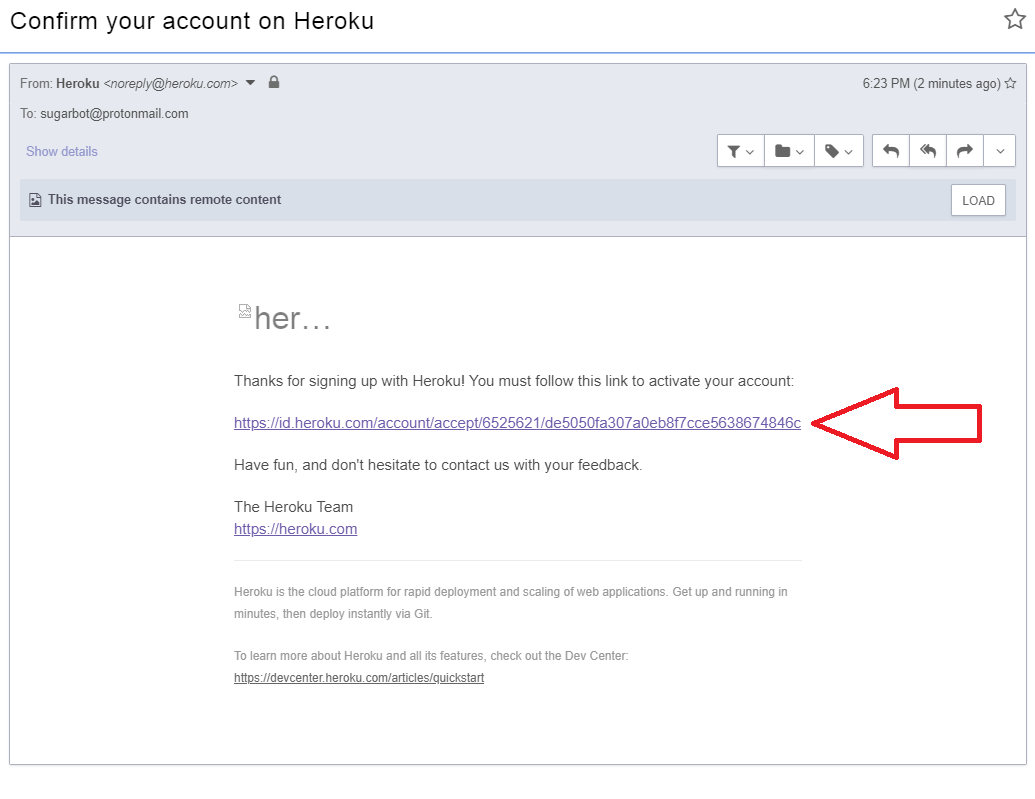 Confirm your account on Heroku
From: Heroku <noreply@heroku.com>
6:23 PM (2 minutes ago)
To: sugarbot@protonmail.com
Show details
This message contains remote content
LOAD
her…
Thanks for signing up with Heroku! You must follow this link to activate your account:
https://id.heroku.com/account/accept/6525621/de5050fa307a0eb8f7cce5638674846c
Have fun, and don't hesitate to contact us with your feedback.
The Heroku Team
https://heroku.com
Heroku is the cloud platform for rapid deployment and scaling of web applications. Get up and running in
minutes, then deploy instantly via Git.
To learn more about Heroku and all its features, check out the Dev Center:
https://devcenter.heroku.com/articles/quickstart